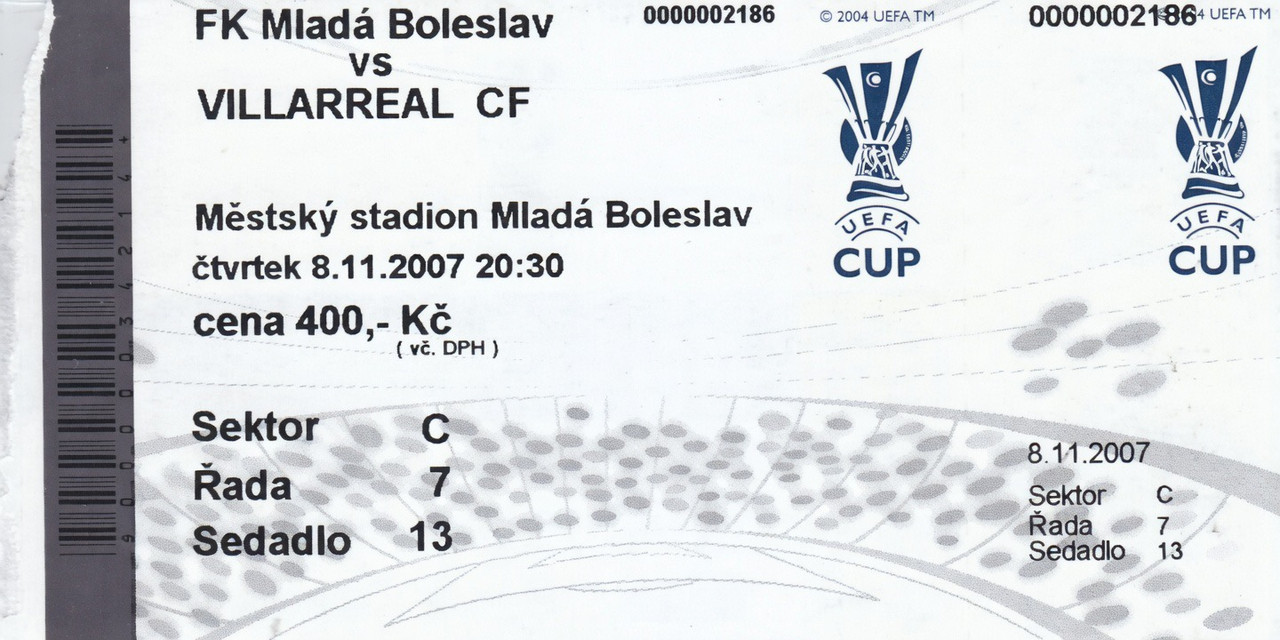 FK Mladá Boleslav
vs
VILLARREAL CF
0000002186
© 2004 UEFA TM
UEFA
CUP
Městský stadion Mladá Boleslav
čtvrtek 8.11.2007 20:30
cena 400,- Kč
( vč. DPH )
Sektor C
Řada 7
Sedadlo 13
0000002186
4 UEFA TM
UEFA
CUP
8.11.2007
Sektor C
Řada 7
Sedadlo 13